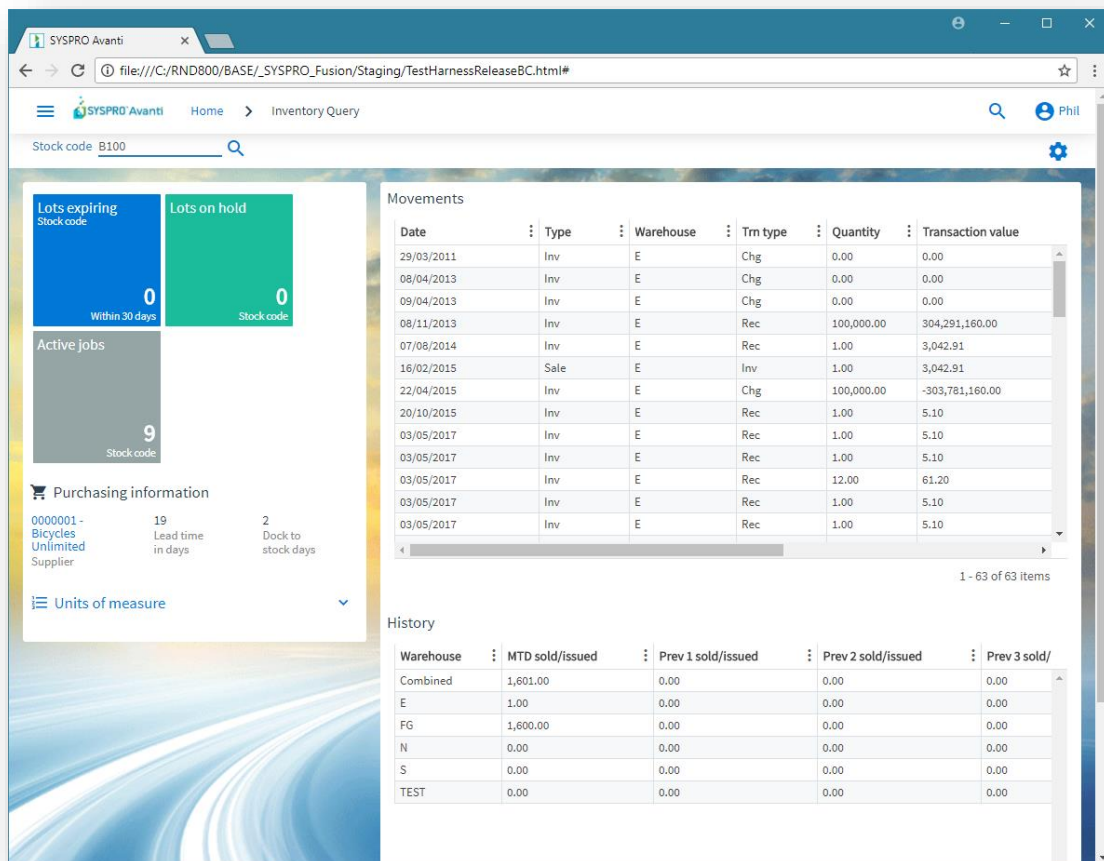 SYSPRO Avanti
file:///C:/RND800/BASE/_SYSPRO_Fusion/Staging/TestHarnessReleaseBC.html#
SYSPRO Avanti Home > Inventory Query Phil
Stock code B100
Lots expiring
Stock code
0
Within 30 days
Lots on hold
0
Stock code
Active jobs
9
Stock code
Purchasing information
0000001 -
Bicycles
Unlimited
Supplier
19
Lead time
in days
2
Dock to
stock days
Units of measure
Movements
Date Type Warehouse Trn type Quantity Transaction value
29/03/2011 Inv E Chg 0.00 0.00
08/04/2013 Inv E Chg 0.00 0.00
09/04/2013 Inv E Chg 0.00 0.00
08/11/2013 Inv E Rec 100,000.00 304,291,160.00
07/08/2014 Inv E Rec 1.00 3,042.91
16/02/2015 Sale E Inv 1.00 3,042.91
22/04/2015 Inv E Chg 100,000.00 -303,781,160.00
20/10/2015 Inv E Rec 1.00 5.10
03/05/2017 Inv E Rec 1.00 5.10
03/05/2017 Inv E Rec 1.00 5.10
03/05/2017 Inv E Rec 12.00 61.20
03/05/2017 Inv E Rec 1.00 5.10
03/05/2017 Inv E Rec 1.00 5.10
1 - 63 of 63 items
History
Warehouse MTD sold/issued Prev 1 sold/issued Prev 2 sold/issued Prev 3 sold/
Combined 1,601.00 0.00 0.00 0.00
E 1.00 0.00 0.00 0.00
FG 1,600.00 0.00 0.00 0.00
N 0.00 0.00 0.00 0.00
S 0.00 0.00 0.00 0.00
TEST 0.00 0.00 0.00 0.00